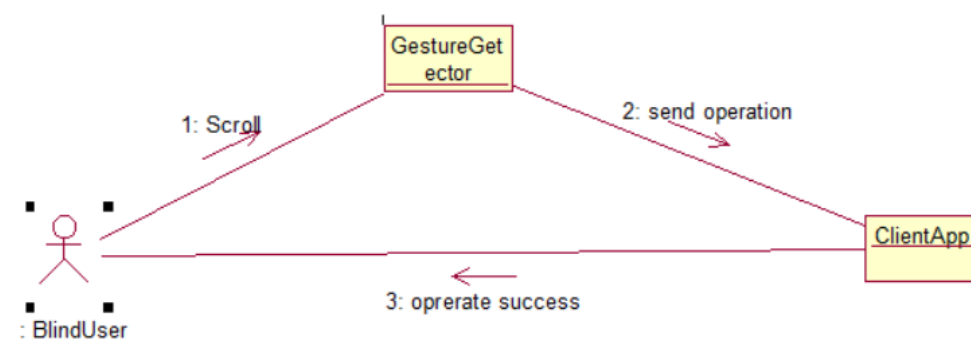 GestureGet
ector
1: Scroll
2: send operation
ClientApp
3: oprerate success
: BlindUser